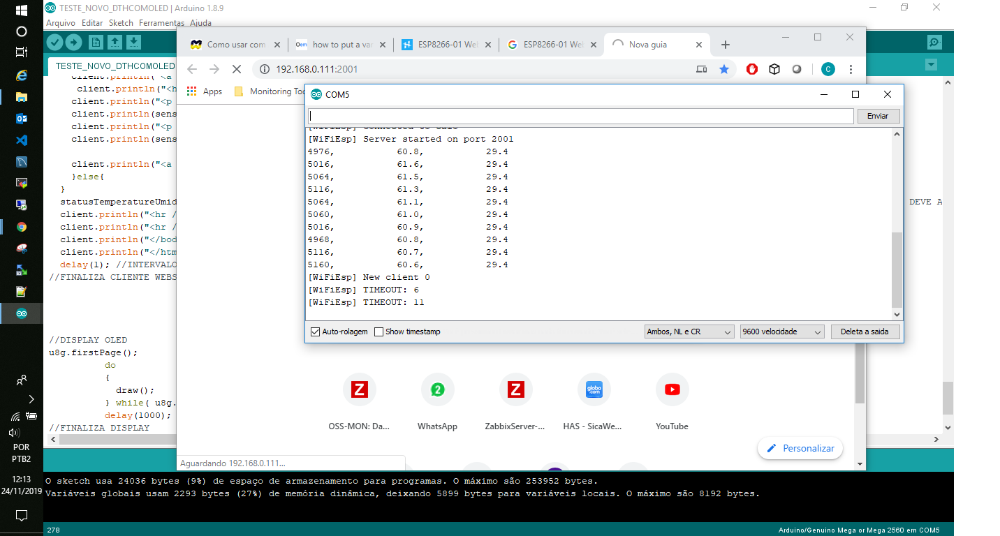 TESTE_NOVO_DTHCOMOLED | Arduino 1.8.9
Arquivo Editar Sketch Ferramentas Ajuda
TESTE_NOVO_DTHCOMOLED
Como usar com
how to put a var
ESP8266-01 Web
ESP8266-01 Web
Nova guia
192.168.0.111:2001
Apps
Monitoring Too
COM5
Enviar
[WiFiEsp] Server started on port 2001
4976, 60.8, 29.4
5016, 61.6, 29.4
5064, 61.5, 29.4
5116, 61.3, 29.4
5064, 61.1, 29.4
5060, 61.0, 29.4
5016, 60.9, 29.4
4968, 60.8, 29.4
5116, 60.7, 29.4
5160, 60.6, 29.4
[WiFiEsp] New client 0
[WiFiEsp] TIMEOUT: 6
[WiFiEsp] TIMEOUT: 11
Auto-rolagem
Show timestamp
Ambos, NL e CR
9600 velocidade
Deleta a saida
client.println("<a
client.println("<h
client.println("<p
client.println(sens
client.println("<p
client.println(sens
client.println("<a
}else{
}
statusTemperatureUmid
DEVE A
client.println("<hr /
client.println("<hr /
client.println("</bod
client.println("</htm
delay(1); //INTERVALO
//FINALIZA CLIENTE WEBS
//DISPLAY OLED
u8g.firstPage();
do
{
draw();
} while( u8g.
delay(1000);
//FINALIZA DISPLAY
OSS-MON: Da...
WhatsApp
ZabbixServer-...
HAS - SicaWe...
YouTube
Personalizar
Aguardando 192.168.0.111...
O sketch usa 24036 bytes (9%) de espaço de armazenamento para programas. O máximo são 253952 bytes.
Variáveis globais usam 2293 bytes (27%) de memória dinâmica, deixando 5899 bytes para variáveis locais. O máximo são 8192 bytes.
278
Arduino/Genuino Mega or Mega 2560 em COM5
POR
PTB2
12:13
24/11/2019